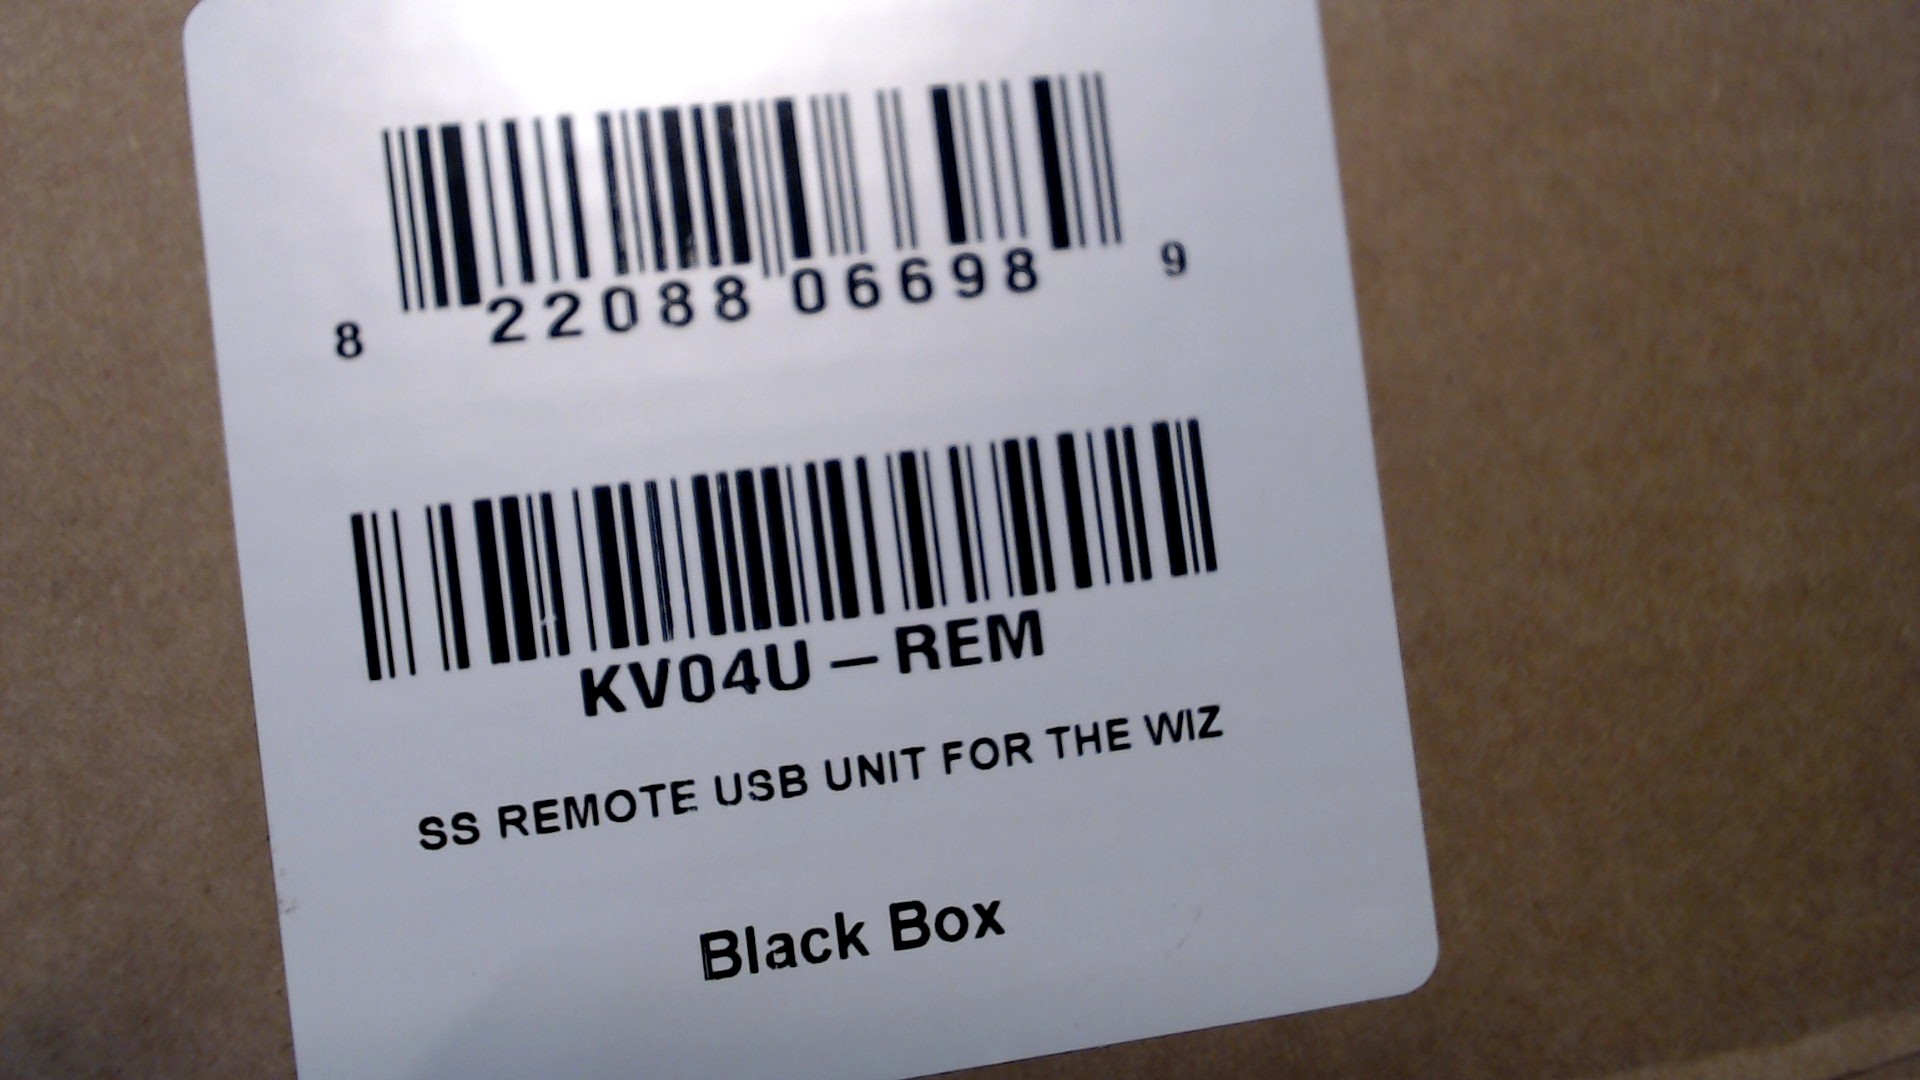 8 22088 06698 9
KV04U-REM
SS REMOTE USB UNIT FOR THE WIZ
Black Box